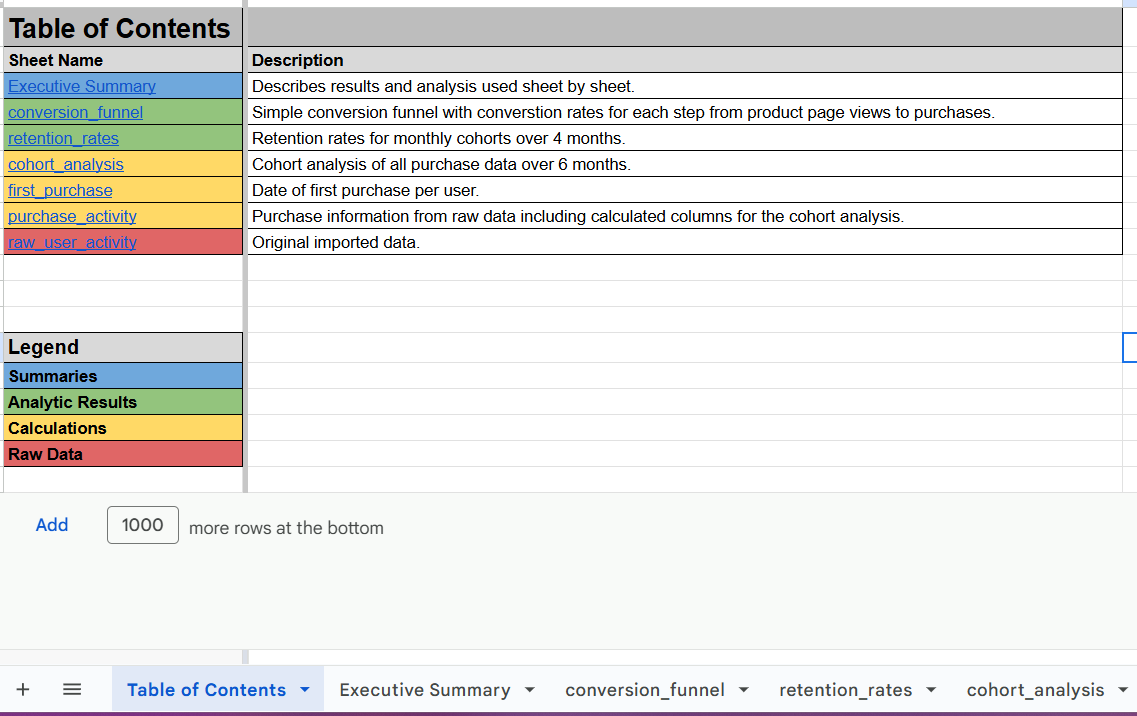 Table of Contents
Sheet Name Description
Executive Summary Describes results and analysis used sheet by sheet.
conversion_funnel Simple conversion funnel with converstion rates for each step from product page views to purchases.
retention_rates Retention rates for monthly cohorts over 4 months.
cohort_analysis Cohort analysis of all purchase data over 6 months.
first_purchase Date of first purchase per user.
purchase_activity Purchase information from raw data including calculated columns for the cohort analysis.
raw_user_activity Original imported data.
Legend
Summaries
Analytic Results
Calculations
Raw Data
Add 1000 more rows at the bottom
Table of Contents Executive Summary conversion_funnel retention_rates cohort_analysis